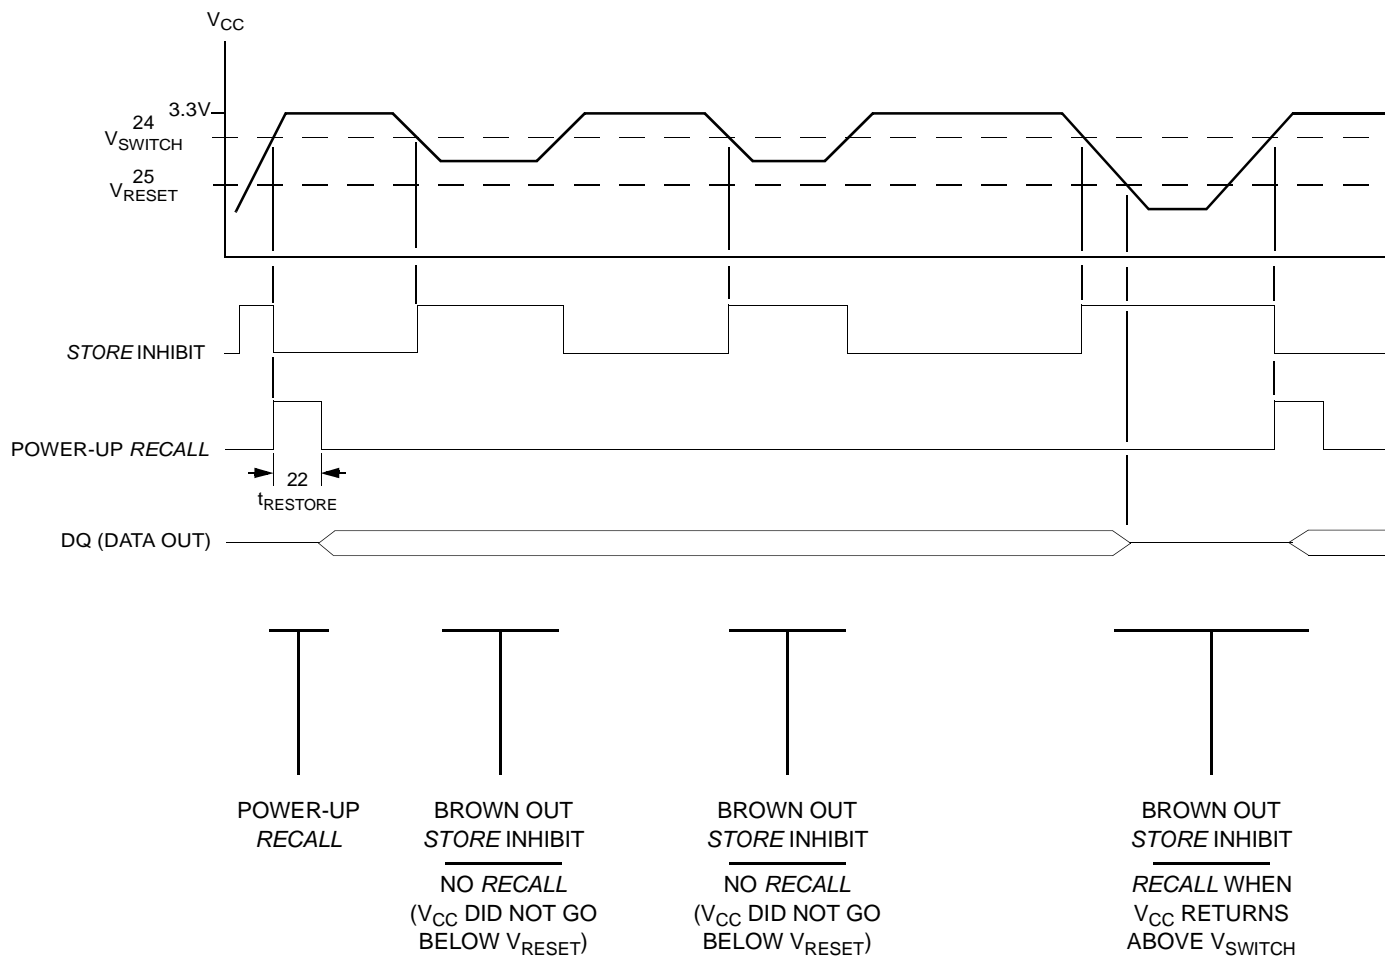 VCC
3.3V
24
VSWITCH
25
VRESET
STORE INHIBIT
POWER-UP RECALL
22
tRESTORE
DQ (DATA OUT)
POWER-UP
RECALL
BROWN OUT
STORE INHIBIT
NO RECALL
(VCC DID NOT GO
BELOW VRESET)
BROWN OUT
STORE INHIBIT
NO RECALL
(VCC DID NOT GO
BELOW VRESET)
BROWN OUT
STORE INHIBIT
RECALL WHEN
VCC RETURNS
ABOVE VSWITCH